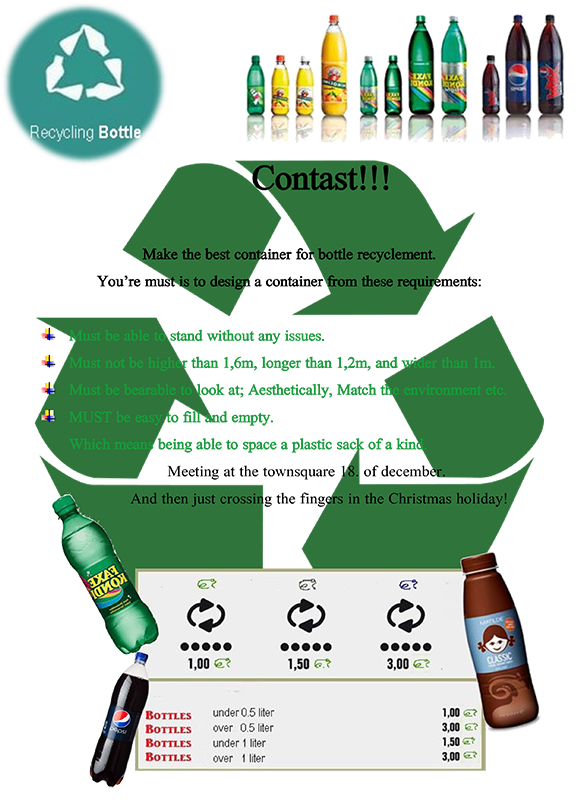 Recycling Bottle
Contast!!!
Make the best container for bottle recyclement.
You're must is to design a container from these requirements:
Must be able to stand without any issues.
Must not be higher than 1,6m, longer than 1,2m, and wider than 1m.
Must be bearable to look at; Aesthetically, Match the environment etc.
MUST be easy to fill and empty.
Which means being able to space a plastic sack of a kind
Meeting at the townsquare 18. of december.
And then just crossing the fingers in the Christmas holiday!
FAXE KONDI
MATILDE
CLASSIC
pepsi
1,00 1,50 3,00
BOTTLES under 0.5 liter 1,00
BOTTLES over 0.5 liter 3,00
BOTTLES under 1 liter 1,50
BOTTLES over 1 liter 3,00